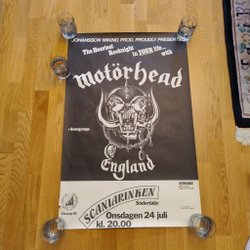 JOHANSSON WIKING PROD. PROUDLY PRESENTS
The Heaviest
Rocknight in YOUR life...
with
motörhead
England
SCANIARINKEN
Södertälje
Onsdagen 24 juli
kl. 20.00